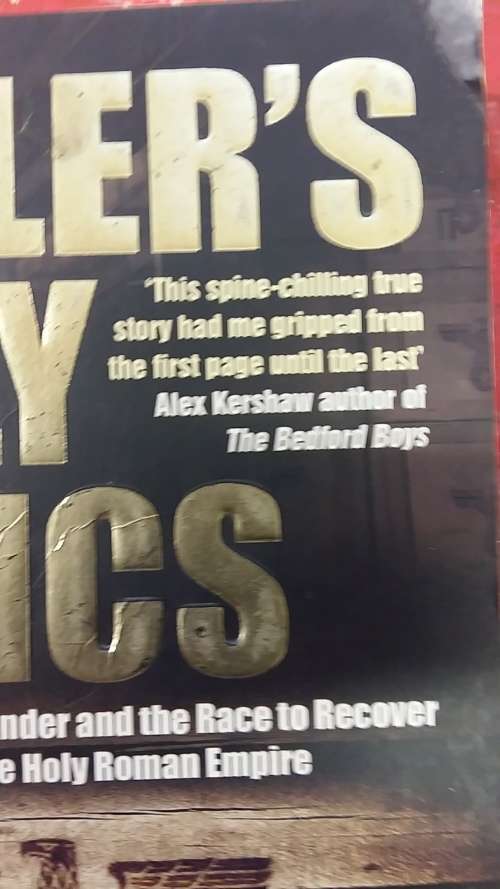 LER'S
Y
ICS
'This spine-chilling true
story had me gripped from
the first page until the last'
Alex Kershaw author of
The Bedford Boys
nder and the Race to Recover
e Holy Roman Empire